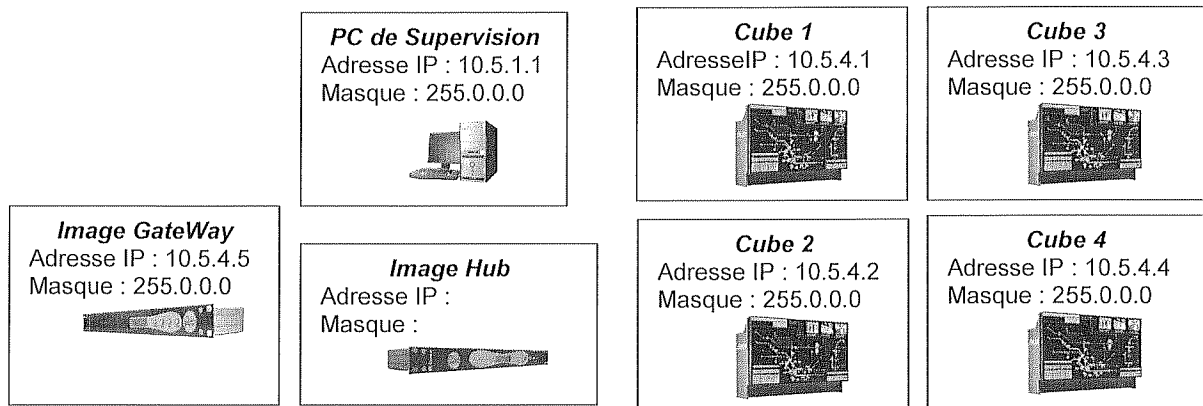 PC de Supervision
Adresse IP : 10.5.1.1
Masque : 255.0.0.0
Cube 1
AdresseIP : 10.5.4.1
Masque : 255.0.0.0
Cube 3
Adresse IP : 10.5.4.3
Masque : 255.0.0.0
Image GateWay
Adresse IP : 10.5.4.5
Masque : 255.0.0.0
Image Hub
Adresse IP :
Masque :
Cube 2
Adresse IP : 10.5.4.2
Masque : 255.0.0.0
Cube 4
Adresse IP : 10.5.4.4
Masque : 255.0.0.0